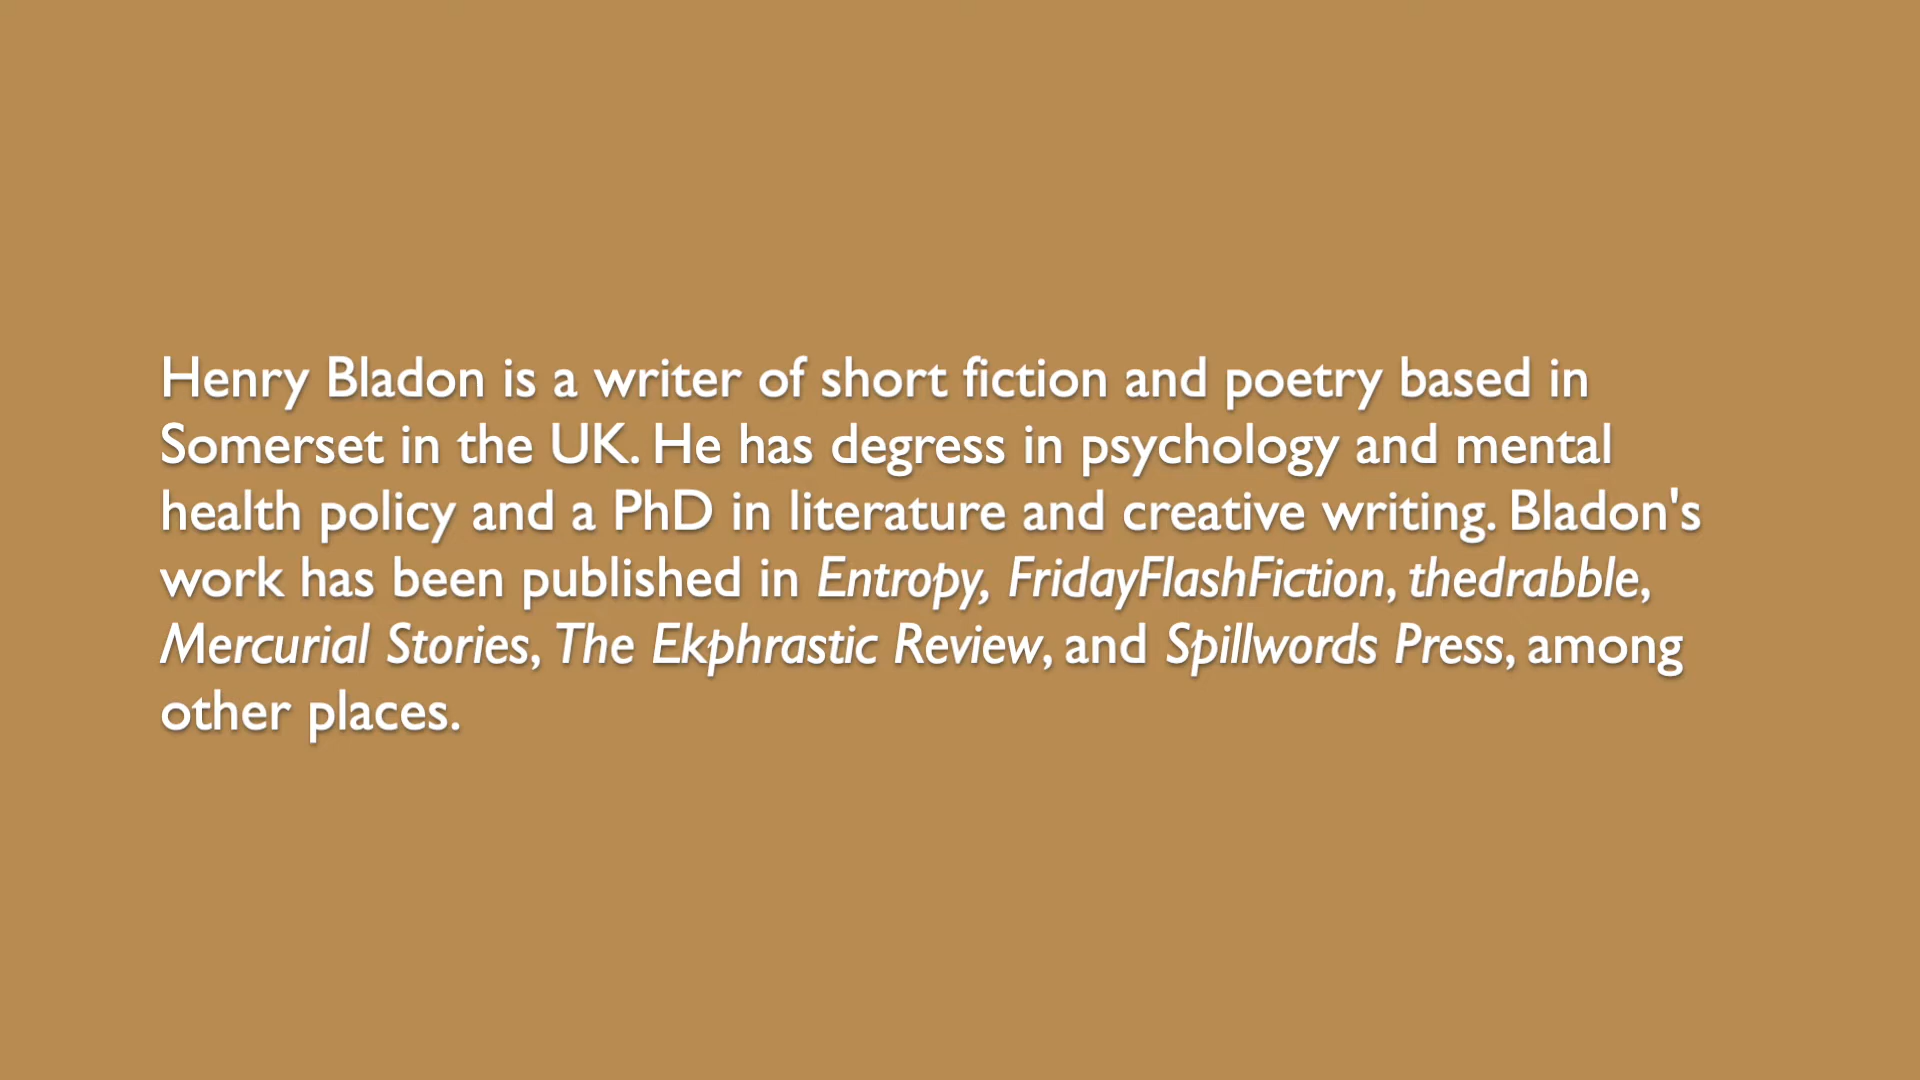 Henry Bladon is a writer of short fiction and poetry based in
Somerset in the UK. He has degress in psychology and mental
health policy and a PhD in literature and creative writing. Bladon's
work has been published in Entropy, FridayFlashFiction, thedrabble,
Mercurial Stories, The Ekphrastic Review, and Spillwords Press, among
other places.